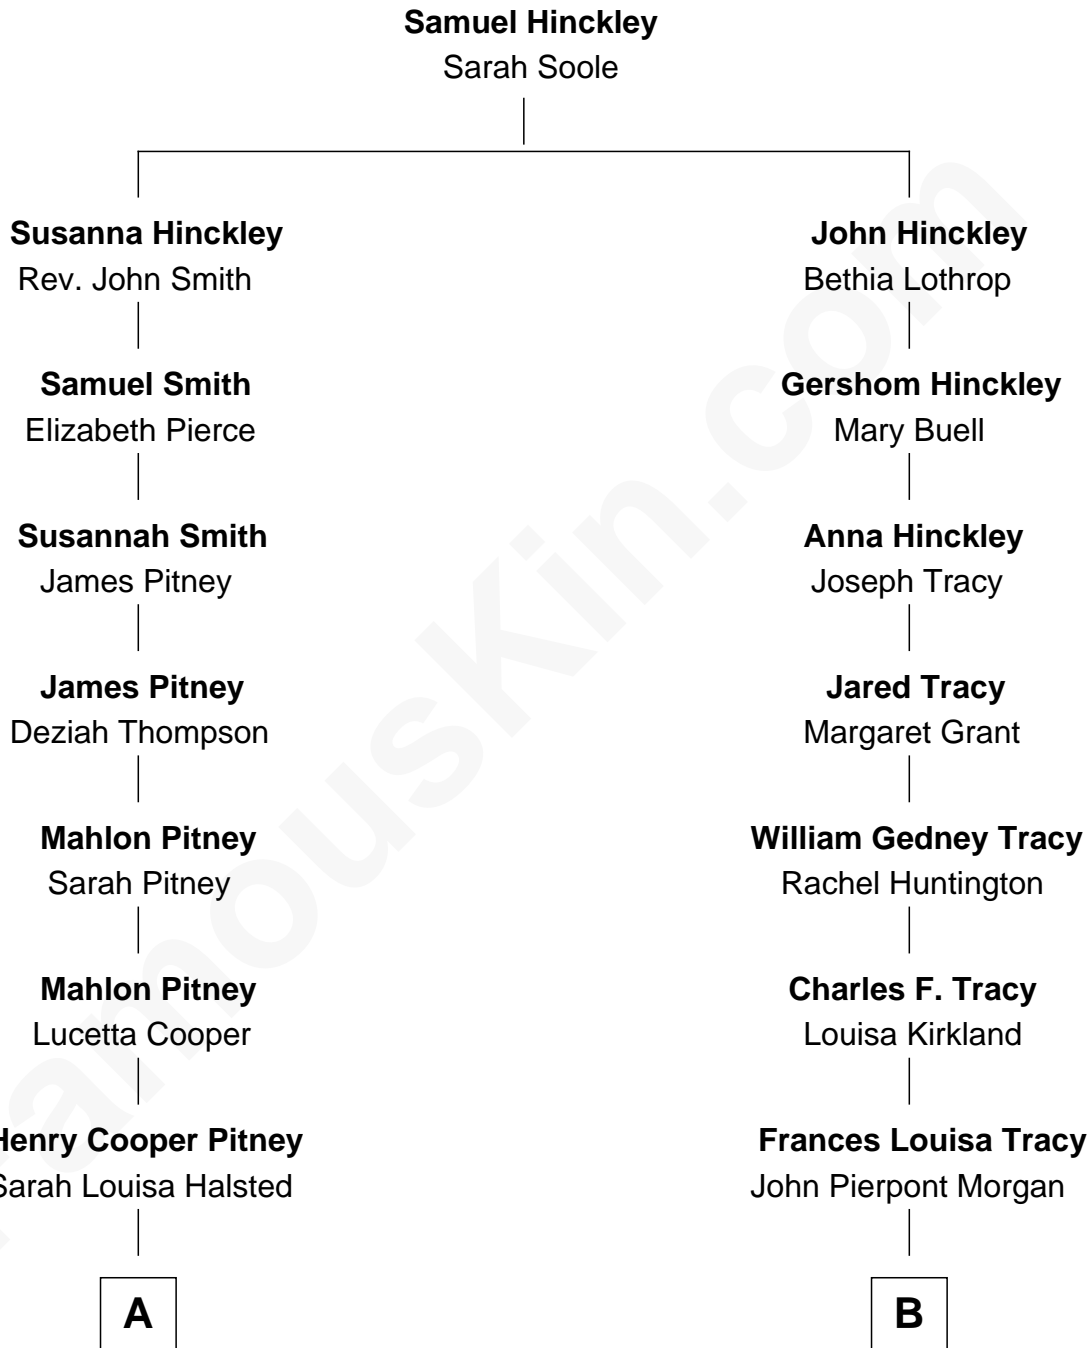 Samuel Hinckley
Sarah Soole
Susanna Hinckley
Rev. John Smith
John Hinckley
Bethia Lothrop
Samuel Smith
Elizabeth Pierce
Gershom Hinckley
Mary Buell
Susannah Smith
James Pitney
Anna Hinckley
Joseph Tracy
James Pitney
Deziah Thompson
Jared Tracy
Margaret Grant
Mahlon Pitney
Sarah Pitney
William Gedney Tracy
Rachel Huntington
Mahlon Pitney
Lucetta Cooper
Charles F. Tracy
Louisa Kirkland
Henry Cooper Pitney
Sarah Louisa Halsted
Frances Louisa Tracy
John Pierpont Morgan
A
B
FamousKin.com